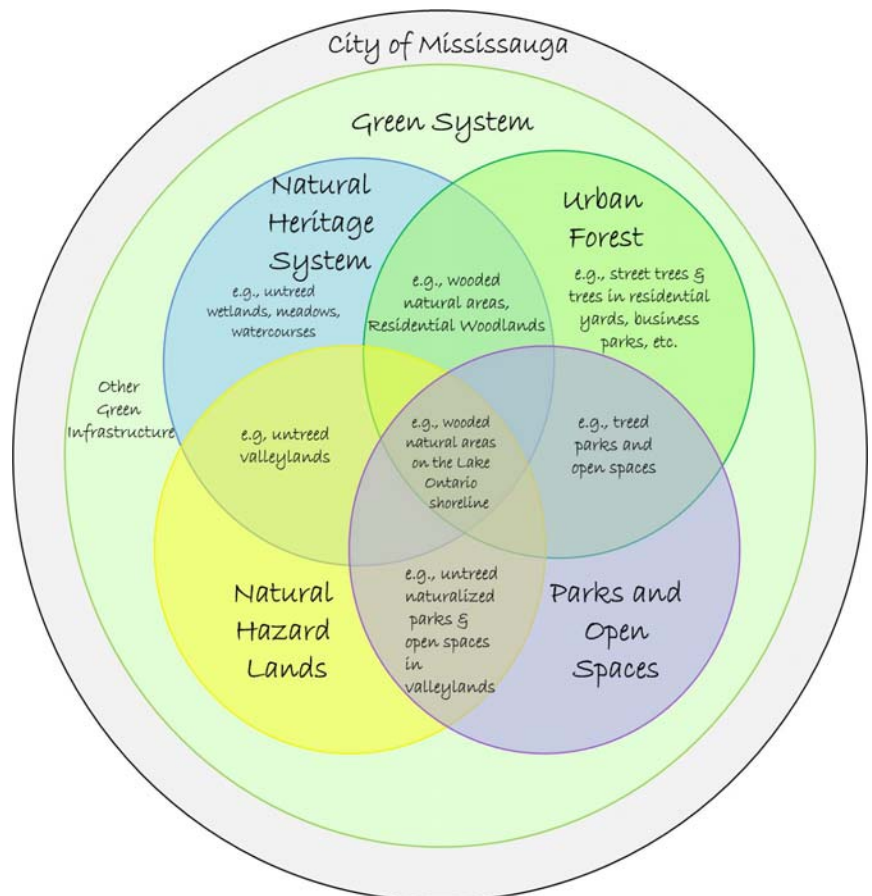 City of Mississauga
Green System
Natural
Heritage
System
e.g., untreed
wetlands, meadows,
watercourses
e.g., wooded
natural areas,
Residential Woodlands
Urban
Forest
e.g., street trees &
trees in residential
yards, business
parks, etc.
Other
Green
Infrastructure
e.g, untreed
valleylands
e.g., wooded
natural areas
on the Lake
Ontario
shoreline
e.g., treed
parks and
open spaces
Natural
Hazard
Lands
e.g., untreed
naturalized
parks &
open spaces
in
valleylands
Parks and
Open
Spaces